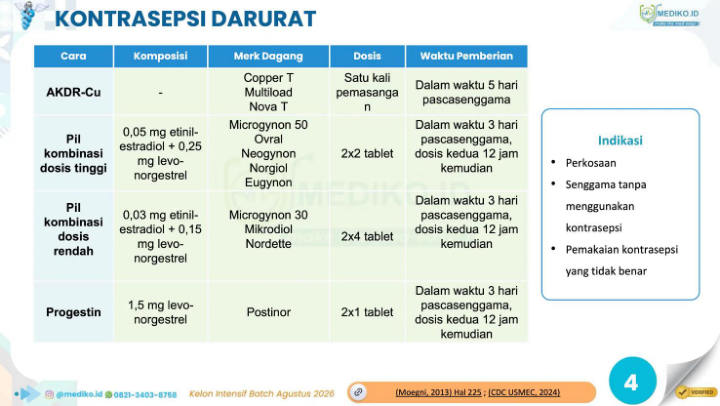 KONTRASEPSI DARURAT
MEDIKO.ID
Cara Komposisi Merk Dagang Dosis Waktu Pemberian
AKDR-Cu
-
Copper T
Multiload
Nova T
Satu kali
pemasanga
n
Dalam waktu 5 hari
pascasenggama
Pil
kombinasi
dosis tinggi
0,05 mg etinil-
estradiol + 0,25
mg levo-
norgestrel
Microgynon 50
Ovral
Neogynon
Norgiol
Eugynon
2x2 tablet
Dalam waktu 3 hari
pascasenggama,
dosis kedua 12 jam
kemudian
Pil
kombinasi
dosis
rendah
0,03 mg etinil-
estradiol + 0,15
mg levo-
norgestrel
Microgynon 30
Mikrodiol
Nordette
2x4 tablet
Dalam waktu 3 hari
pascasenggama,
dosis kedua 12 jam
kemudian
Progestin
1,5 mg levo-
norgestrel
Postinor
2x1 tablet
Dalam waktu 3 hari
pascasenggama,
dosis kedua 12 jam
kemudian
MEDIKO.ID
Indikasi
• Perkosaan
• Senggama tanpa
menggunakan
kontrasepsi
• Pemakaian kontrasepsi
yang tidak benar
@mediko.id 0821-3403-8758 Kelon Intensif Batch Agustus 2026
(Moegni, 2013) Hal 225 ; (CDC USMEC, 2024)
4
VERIFIED